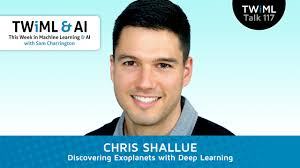 TWiML & AI
This Week in Machine Learning & AI
with Sam Charrington
TWiML
Talk 117
CHRIS SHALLUE
Discovering Exoplanets with Deep Learning